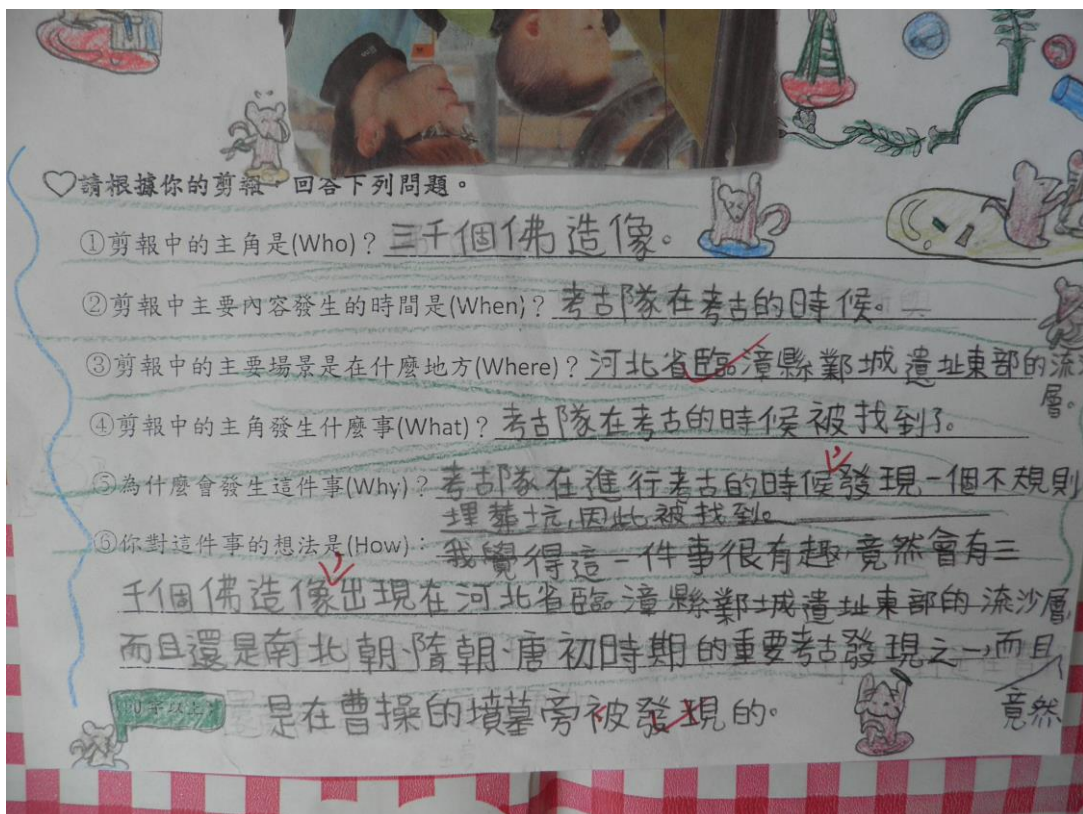 ♡請根據你的剪報,回答下列問題。
①剪報中的主角是(Who)?三千個佛造像。
②剪報中主要內容發生的時間是(When)?考古隊在考古的時候。
③剪報中的主要場景是在什麼地方(Where)?河北省臨漳縣鄴城遺址東部的流沙
層。
④剪報中的主角發生什麼事(What)?考古隊在考古的時候被找到了。
⑤為什麼會發生這件事(Why)?考古隊在進行考古的時候發現一個不規則
埋葬坑,因此被找到。
⑥你對這件事的想法是(How):我覺得這一件事很有趣,竟然會有三
千個佛造像出現在河北省臨漳縣鄴城遺址東部的流沙層,
而且還是南北朝、隋朝、唐初時期的重要考古發現之一,而且
竟然
是在曹操的墳墓旁被發現的。